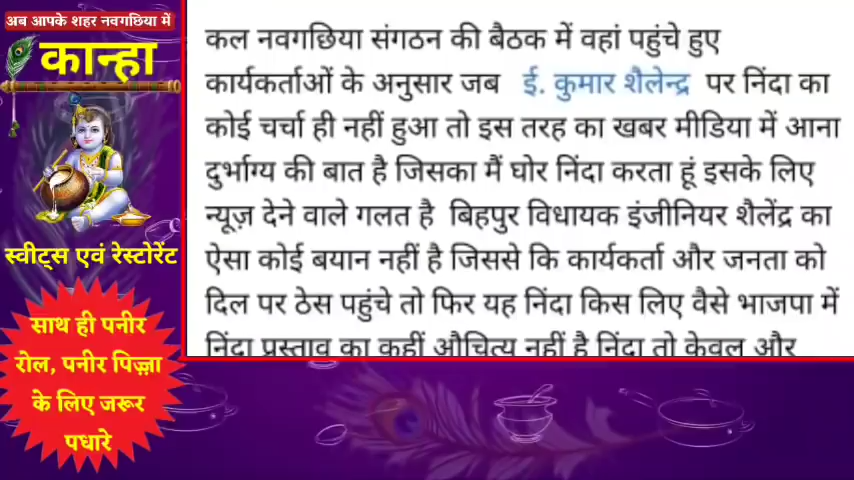 अब आपके शहर नवगछिया में
कान्हा
स्वीट्स एवं रेस्टोरेंट
साथ ही पनीर
रोल, पनीर पिज़्ज़ा
के लिए जरूर
पधारे
कल नवगछिया संगठन की बैठक में वहां पहुंचे हुए
कार्यकर्ताओं के अनुसार जब ई. कुमार शैलेन्द्र पर निंदा का
कोई चर्चा ही नहीं हुआ तो इस तरह का खबर मीडिया में आना
दुर्भाग्य की बात है जिसका मैं घोर निंदा करता हूं इसके लिए
न्यूज़ देने वाले गलत है बिहपुर विधायक इंजीनियर शैलेंद्र का
ऐसा कोई बयान नहीं है जिससे कि कार्यकर्ता और जनता को
दिल पर ठेस पहुंचे तो फिर यह निंदा किस लिए वैसे भाजपा में
निंदा प्रस्ताव का कहीं औचित्य नहीं है निंदा तो केवल और